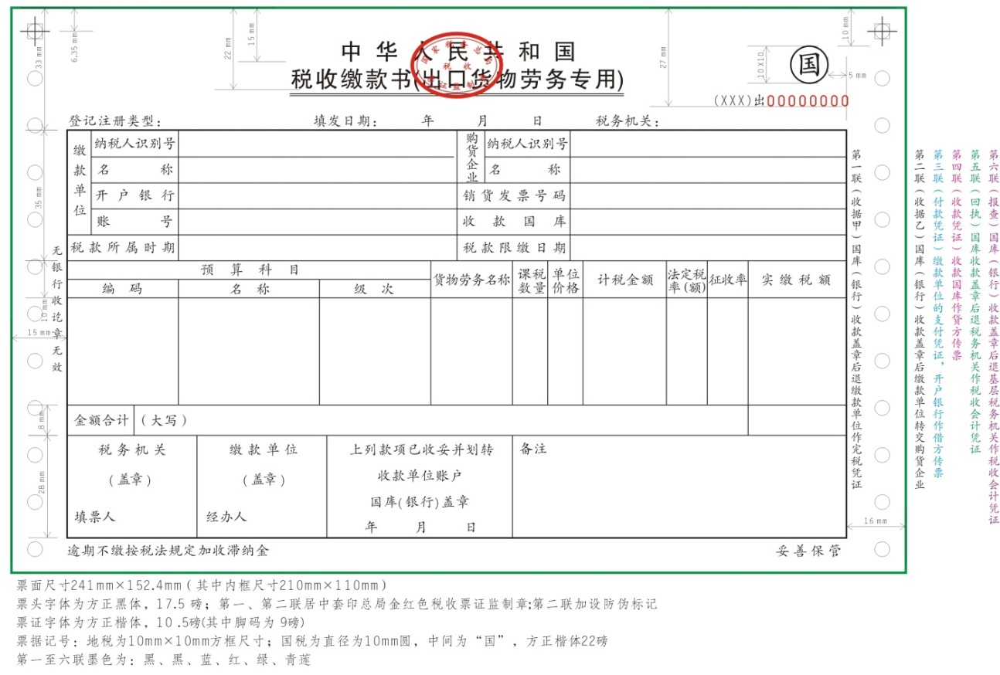 中华人民共和国
税收缴款书(出口货物劳务专用)
国家税务总局
税收
票证监制章
国
(XXX)出00000000
33 mm
6.35 mm
22 mm
15 mm
27 mm
10 mm
10X10
5 mm
登记注册类型： 填发日期： 年 月 日 税务机关：
缴款单位
纳税人识别号
名称
开户银行
账号
购货企业
纳税人识别号
名称
销货发票号码
收款国库
税款所属时期
税款限缴日期
预算科目
编码
名称
级次
货物劳务名称
课税数量
单位价格
计税金额
法定税率(额)
征收率
实缴税额
金额合计 (大写)
税务机关
(盖章)
填票人
缴款单位
(盖章)
经办人
上列款项已收妥并划转
收款单位账户
国库(银行)盖章
年 月 日
备注
逾期不缴按税法规定加收滞纳金
妥善保管
无银行收讫章无效
35 mm
10 mm
15 mm
8 mm
28 mm
16 mm
第一联(收据甲)国库(银行)收款盖章后退缴款单位作完税凭证
第二联(收据乙)国库(银行)收款盖章后缴款单位转交购货企业
第三联(付款凭证)缴款单位的支付凭证，开户银行作借方传票
第四联(收款凭证)收款国库作贷方传票
第五联(回执)国库收款盖章后退税务机关作税收会计凭证
第六联(报查)国库(银行)收款盖章后退基层税务机关作税收会计凭证
票面尺寸241mm×152.4mm(其中内框尺寸210mm×110mm)
票头字体为方正黑体，17.5 磅；第一、第二联居中套印总局金红色税收票证监制章;第二联加设防伪标记
票证字体为方正楷体，10.5磅(其中脚码为 9磅)
票据记号：地税为10mm×10mm方框尺寸；国税为直径为10mm圆，中间为“国”，方正楷体22磅
第一至六联墨色为：黑、黑、蓝、红、绿、青莲